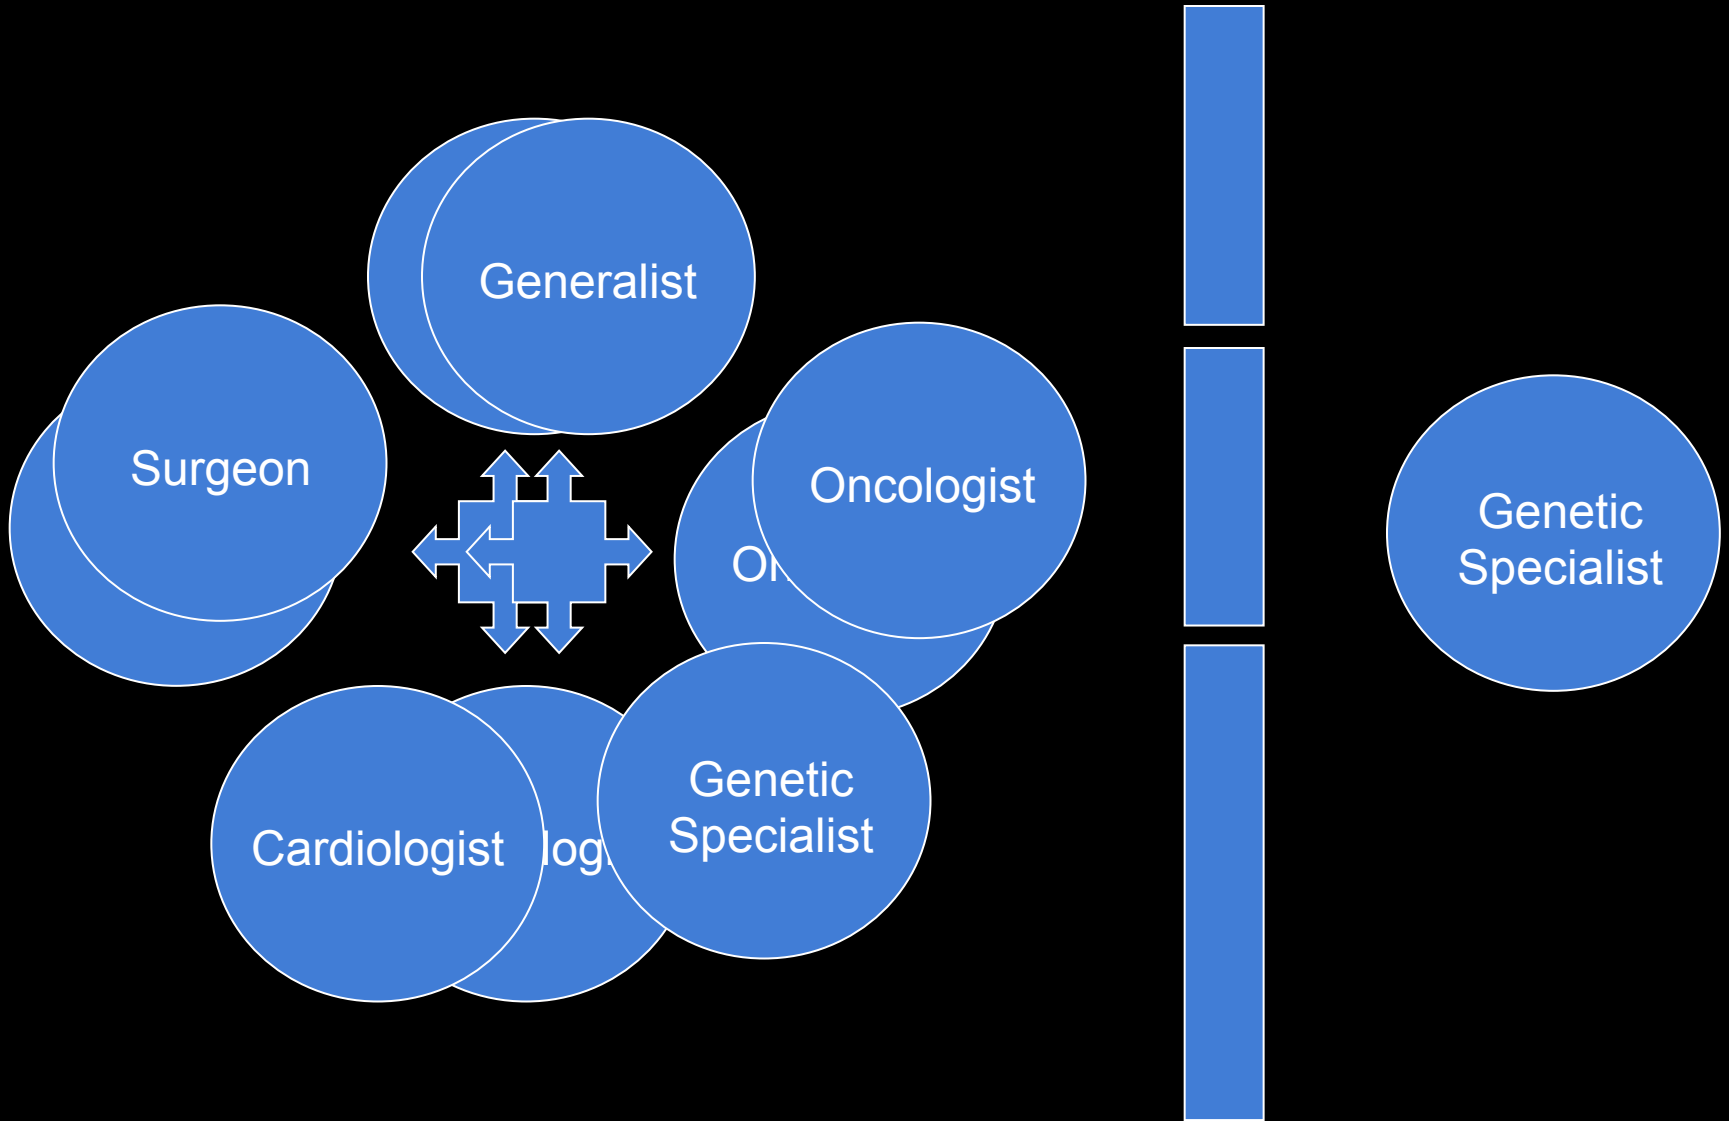 Generalist
Surgeon
Oncologist
Genetic
Specialist
Genetic
Specialist
Cardiologist